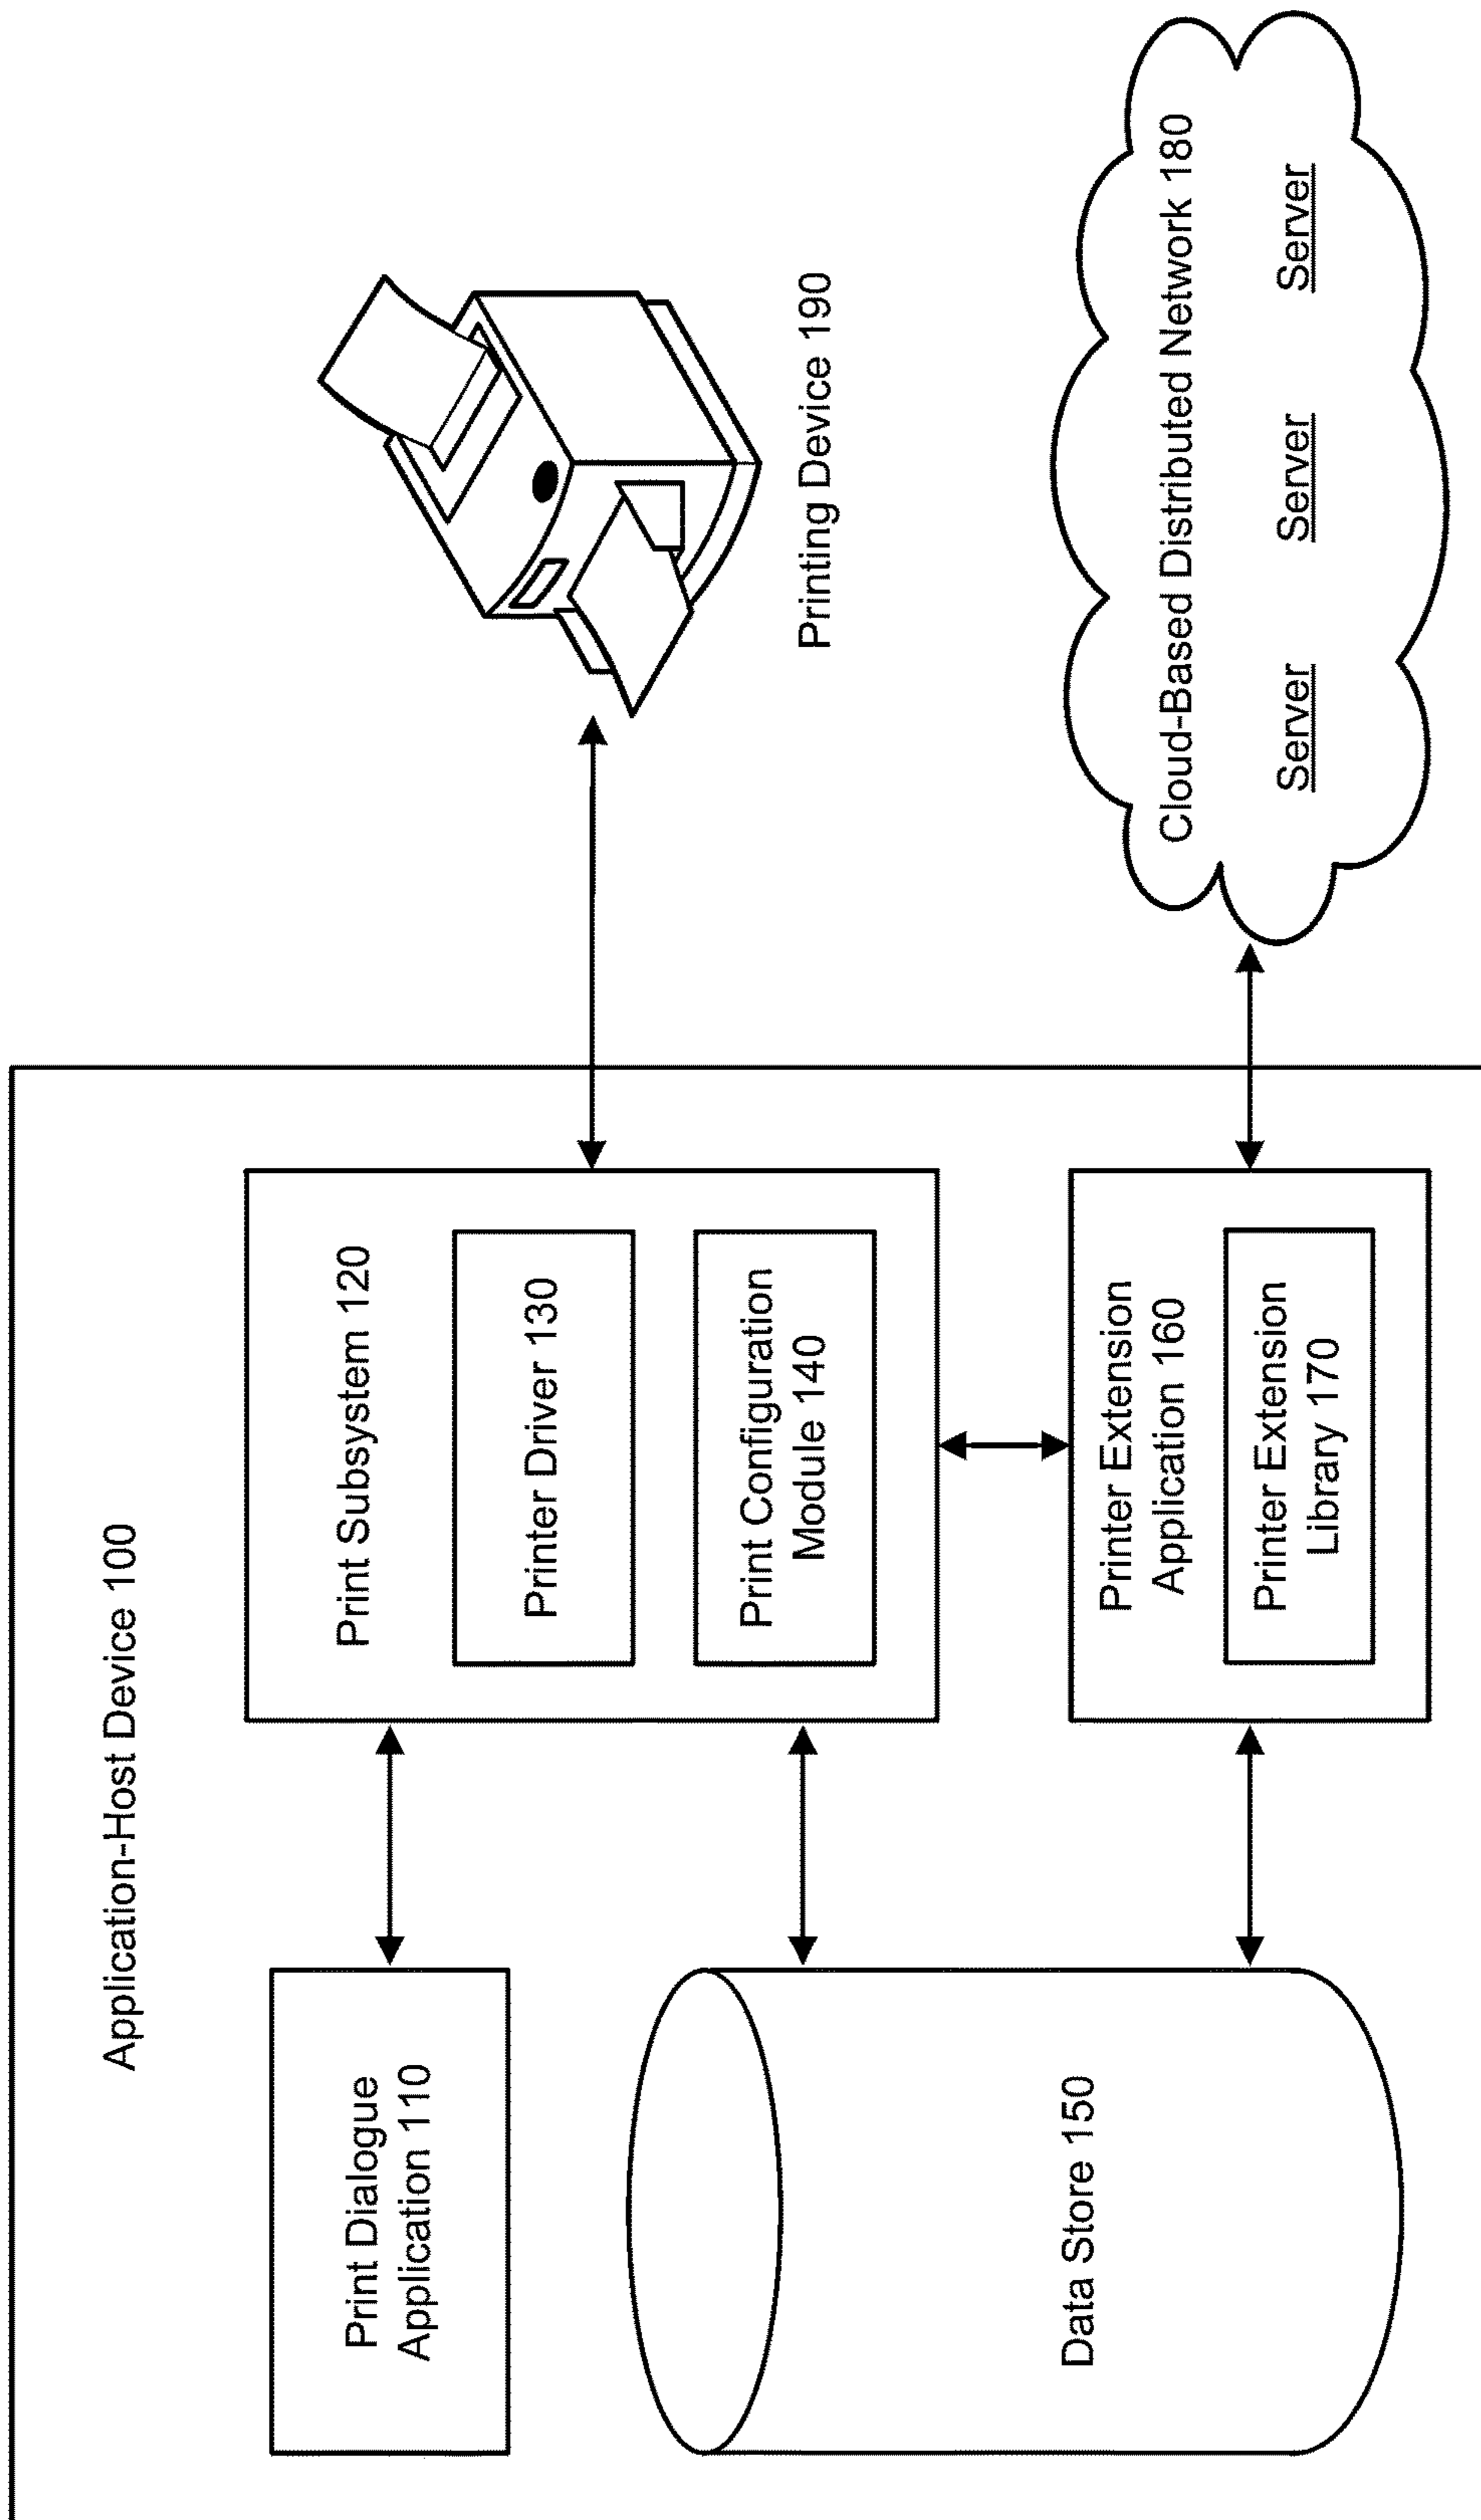 Application-Host Device 100
Print Dialogue
Application 110
Data Store 150
Print Subsystem 120
Printer Driver 130
Print Configuration
Module 140
Printer Extension
Application 160
Printer Extension
Library 170
Printing Device 190
Cloud-Based Distributed Network 180
Server
Server
Server